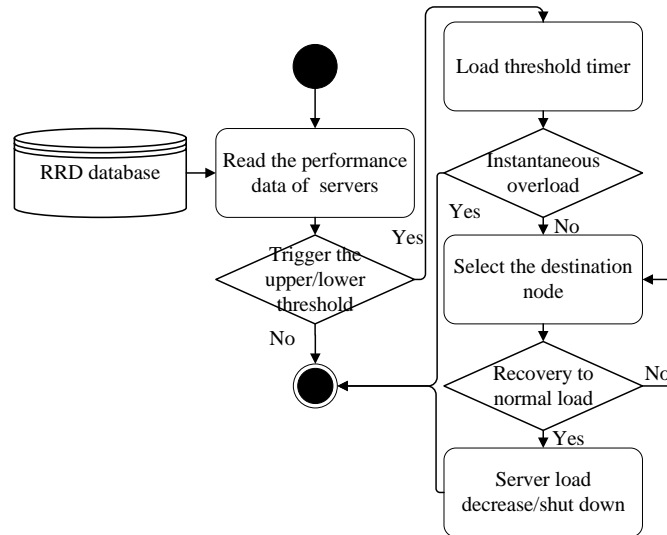 Load threshold timer
RRD database
Read the performance
data of servers
Instantaneous
overload
Yes
Yes
No
Trigger the
upper/lower
threshold
Select the destination
node
No
Recovery to
normal load
No
Yes
Server load
decrease/shut down